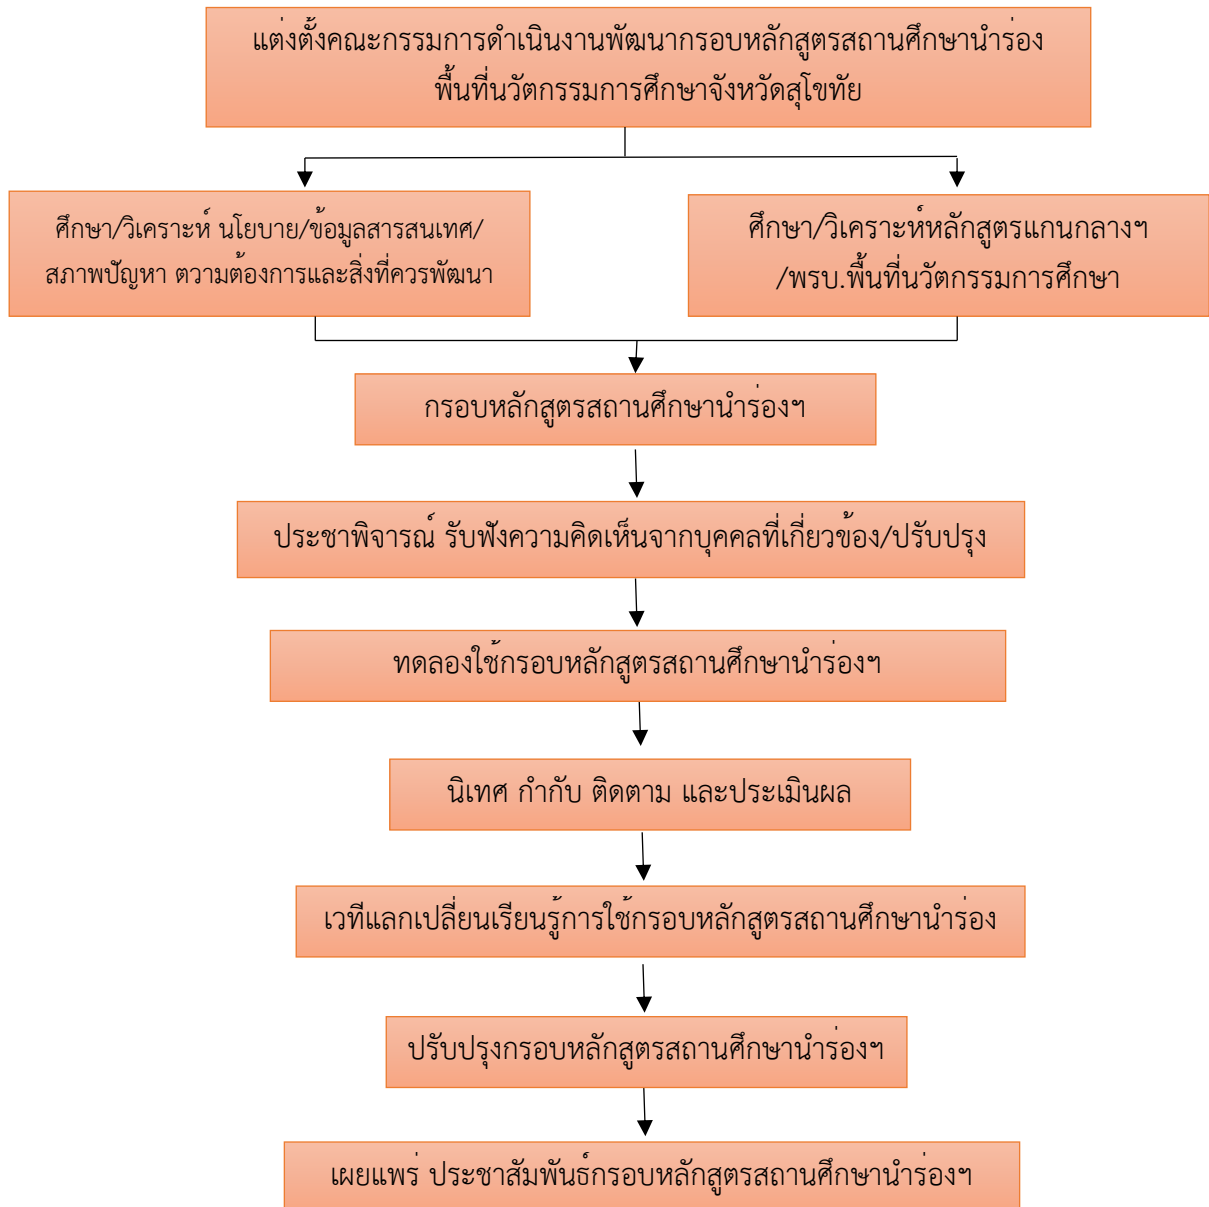 แต่งตั้งคณะกรรมการดำเนินงานพัฒนากรอบหลักสูตรสถานศึกษานำร่อง
พื้นที่นวัตกรรมการศึกษาจังหวัดสุโขทัย
ศึกษา/วิเคราะห์ นโยบาย/ข้อมูลสารสนเทศ/
สภาพปัญหา ตวามต้องการและสิ่งที่ควรพัฒนา
ศึกษา/วิเคราะห์หลักสูตรแกนกลางฯ
/พรบ.พื้นที่นวัตกรรมการศึกษา
กรอบหลักสูตรสถานศึกษานำร่องฯ
ประชาพิจารณ์ รับฟังความคิดเห็นจากบุคคลที่เกี่ยวข้อง/ปรับปรุง
ทดลองใช้กรอบหลักสูตรสถานศึกษานำร่องฯ
นิเทศ กำกับ ติดตาม และประเมินผล
เวทีแลกเปลี่ยนเรียนรู้การใช้กรอบหลักสูตรสถานศึกษานำร่อง
ปรับปรุงกรอบหลักสูตรสถานศึกษานำร่องฯ
เผยแพร่ ประชาสัมพันธ์กรอบหลักสูตรสถานศึกษานำร่องฯ